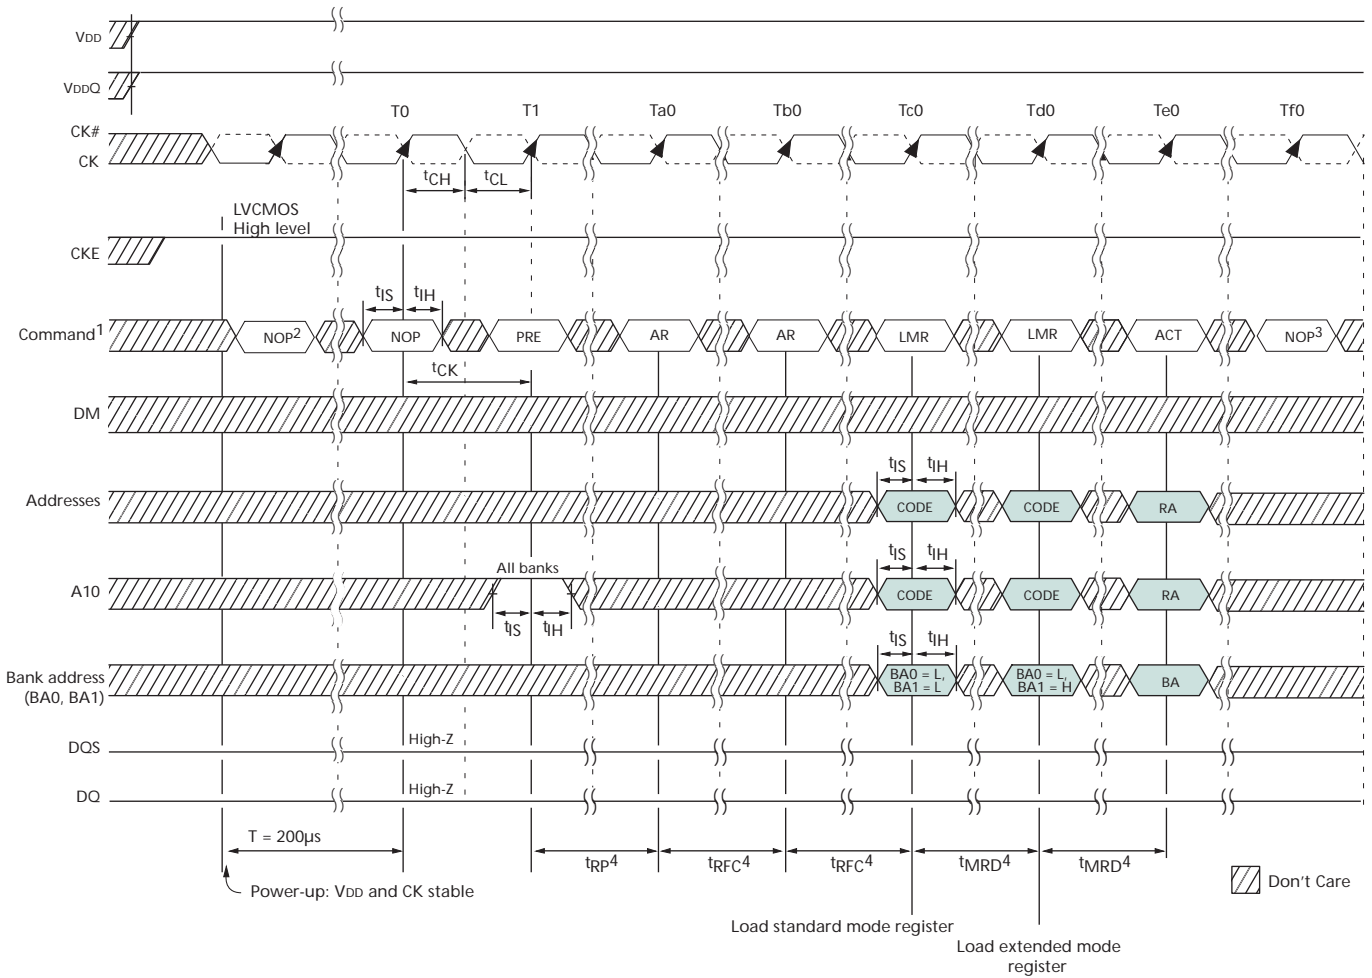 VDD
VDDQ
T0 T1 Ta0 Tb0 Tc0 Td0 Te0 Tf0
CK#
CK
tCH tCL
LVCMOS
High level
CKE
tIS tIH
Command1 NOP2 NOP PRE AR AR LMR LMR ACT NOP3
tCK
DM
tIS tIH
Addresses CODE CODE RA
All banks tIS tIH
A10 CODE CODE RA
tIS tIH
tIS tIH
Bank address
(BA0, BA1)
BA0 = L,
BA1 = L
BA0 = L,
BA1 = H
BA
DQS High-Z
DQ High-Z
T = 200µs
tRP4 tRFC4 tRFC4 tMRD4 tMRD4
Power-up: VDD and CK stable
Don't Care
Load standard mode register
Load extended mode
register